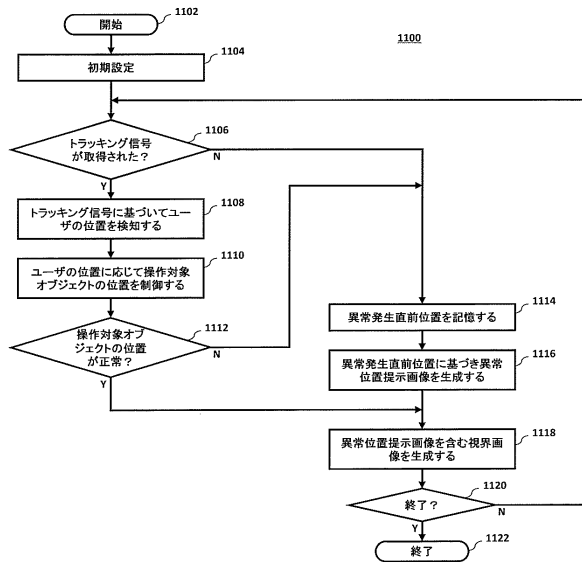 1102
開始
1100
1104
初期設定
1106
トラッキング信号
が取得された?
N
Y
1108
トラッキング信号に基づいてユー
ザの位置を検知する
1110
ユーザの位置に応じて操作対象
オブジェクトの位置を制御する
1112
操作対象オブ
ジェクトの位置
が正常?
N
Y
1114
異常発生直前位置を記憶する
1116
異常発生直前位置に基づき異常
位置提示画像を生成する
1118
異常位置提示画像を含む視界画
像を生成する
1120
終了?
N
Y
1122
終了